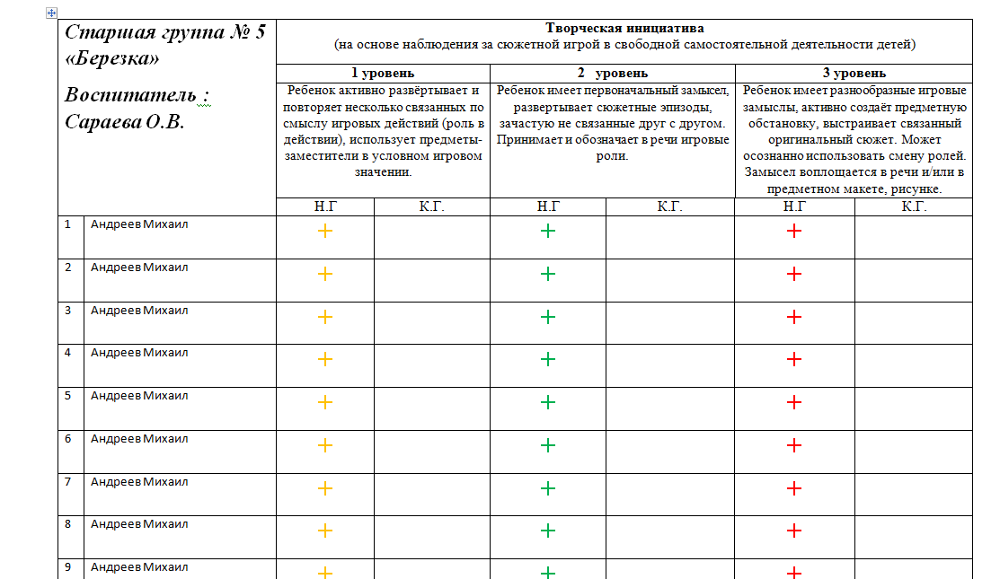 Старшая группа № 5
«Березка»
Воспитатель :
Сараева О.В.
Творческая инициатива
(на основе наблюдения за сюжетной игрой в свободной самостоятельной деятельности детей)
1 уровень
2 уровень
3 уровень
Ребенок активно развёртывает и
повторяет несколько связанных по
смыслу игровых действий (роль в
действии), использует предметы-
заместители в условном игровом
значении.
Ребенок имеет первоначальный замысел,
развертывает сюжетные эпизоды,
зачастую не связанные друг с другом.
Принимает и обозначает в речи игровые
роли.
Ребенок имеет разнообразные игровые
замыслы, активно создаёт предметную
обстановку, выстраивает связанный
оригинальный сюжет. Может
осознанно использовать смену ролей.
Замысел воплощается в речи и/или в
предметном макете, рисунке.
Н.Г К.Г. Н.Г К.Г. Н.Г К.Г.
1 Андреев Михаил + + +
2 Андреев Михаил + + +
3 Андреев Михаил + + +
4 Андреев Михаил + + +
5 Андреев Михаил + + +
6 Андреев Михаил + + +
7 Андреев Михаил + + +
8 Андреев Михаил + + +
9 Андреев Михаил + + +